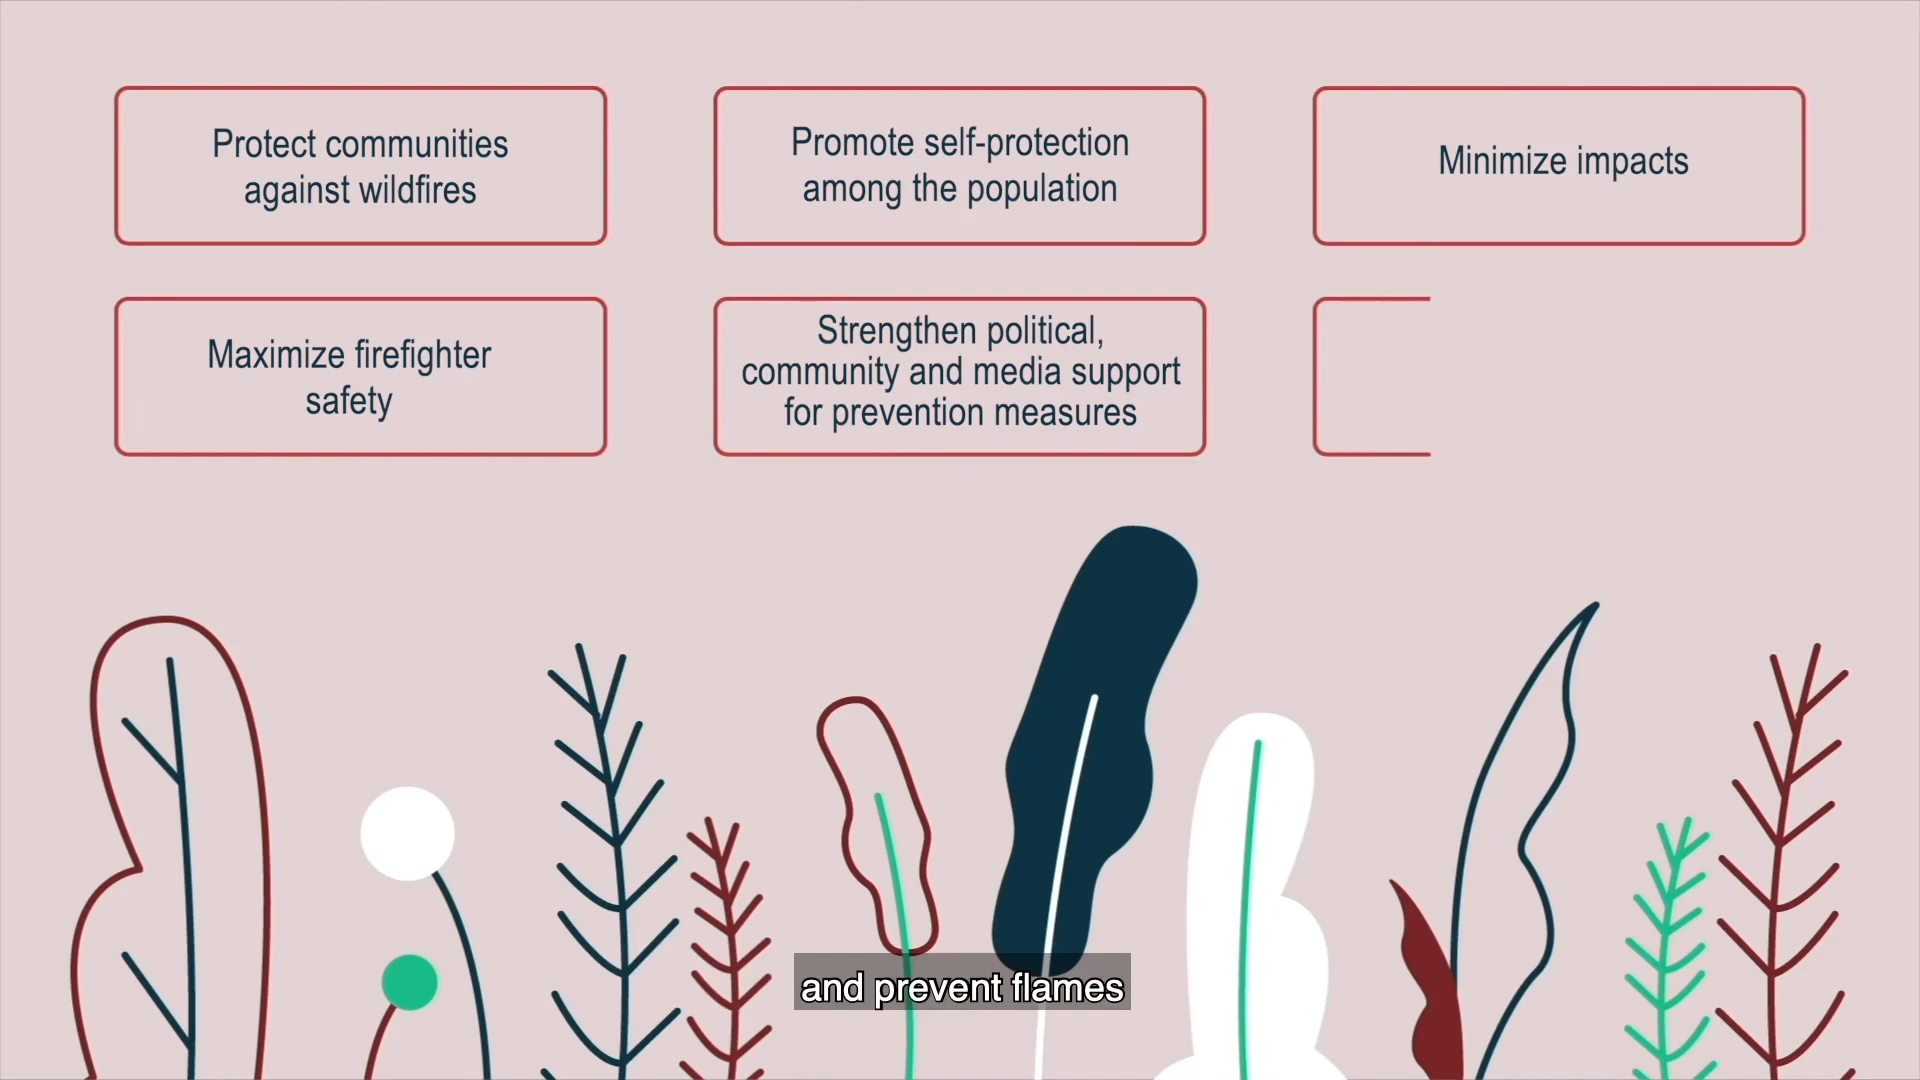 Protect communities
against wildfires
Promote self-protection
among the population
Minimize impacts
Maximize firefighter
safety
Strengthen political,
community and media support
for prevention measures
and prevent flames